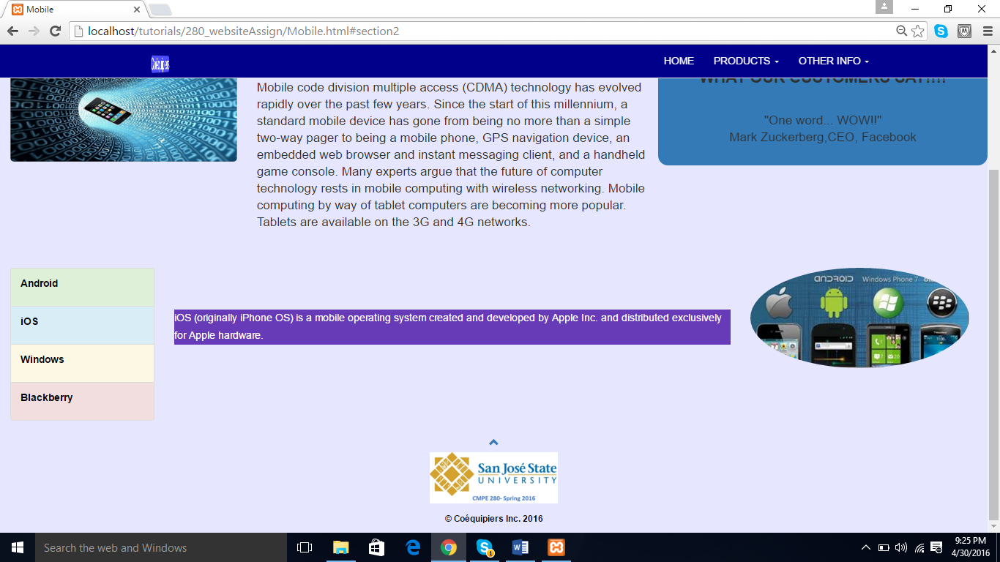 Mobile
localhost/tutorials/280_websiteAssign/Mobile.html#section2
Coéquipiers
HOME
PRODUCTS
OTHER INFO
Mobile code division multiple access (CDMA) technology has evolved
rapidly over the past few years. Since the start of this millennium, a
standard mobile device has gone from being no more than a simple
two-way pager to being a mobile phone, GPS navigation device, an
embedded web browser and instant messaging client, and a handheld
game console. Many experts argue that the future of computer
technology rests in mobile computing with wireless networking. Mobile
computing by way of tablet computers are becoming more popular.
Tablets are available on the 3G and 4G networks.
WHAT OUR CUSTOMERS SAY!!!!
"One word... WOW!!"
Mark Zuckerberg,CEO, Facebook
Android
iOS
Windows
Blackberry
iOS (originally iPhone OS) is a mobile operating system created and developed by Apple Inc. and distributed exclusively
for Apple hardware.
ANDROID
Windows Phone 7
San José State
UNIVERSITY
CMPE 280- Spring 2016
© Coéquipiers Inc. 2016
Search the web and Windows
1
9:25 PM
4/30/2016